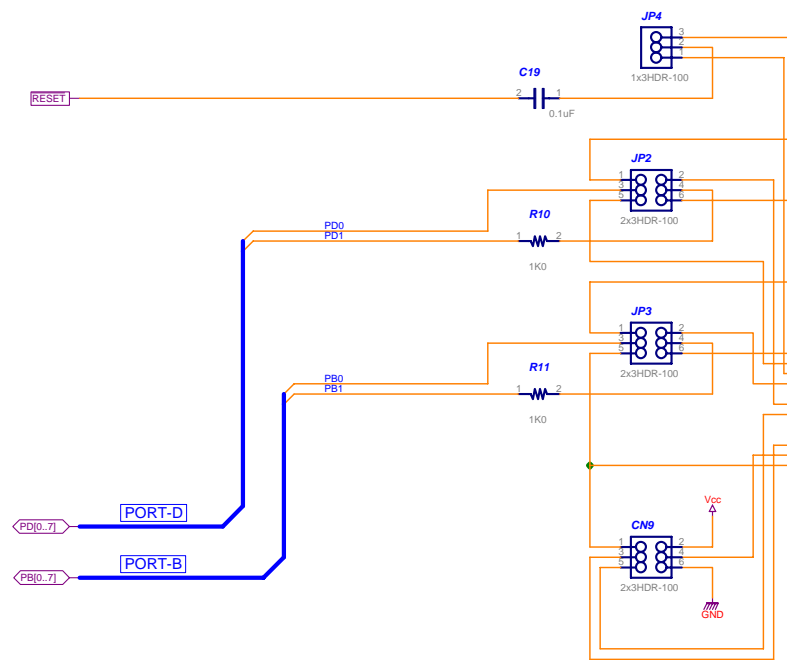 JP4
3
2
1
1x3HDR-100
C19
2 1
0.1uF
RESET
JP2
1 2
3 4
5 6
2x3HDR-100
R10
1 2
1K0
PD0
PD1
JP3
1 2
3 4
5 6
2x3HDR-100
R11
1 2
1K0
PB0
PB1
Vcc
PORT-D
PD[0..7]
CN9
1 2
3 4
5 6
2x3HDR-100
PORT-B
PB[0..7]
GND